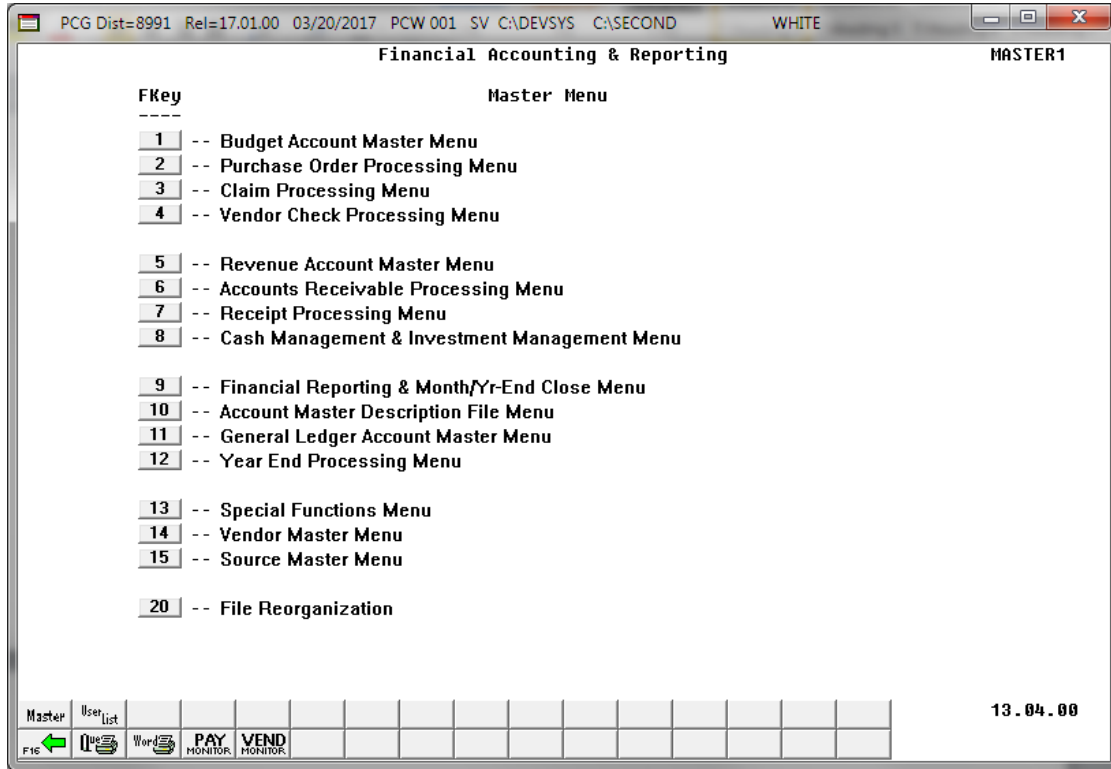 PCG Dist=8991 Rel=17.01.00 03/20/2017 PCW 001 SV C:\DEVSYS C:\SECOND WHITE
Financial Accounting & Reporting MASTER1
FKey Master Menu
----
1 -- Budget Account Master Menu
2 -- Purchase Order Processing Menu
3 -- Claim Processing Menu
4 -- Vendor Check Processing Menu
5 -- Revenue Account Master Menu
6 -- Accounts Receivable Processing Menu
7 -- Receipt Processing Menu
8 -- Cash Management & Investment Management Menu
9 -- Financial Reporting & Month/Yr-End Close Menu
10 -- Account Master Description File Menu
11 -- General Ledger Account Master Menu
12 -- Year End Processing Menu
13 -- Special Functions Menu
14 -- Vendor Master Menu
15 -- Source Master Menu
20 -- File Reorganization
Master User List 13.04.00
F16 Que Word PAY MONITOR VEND MONITOR